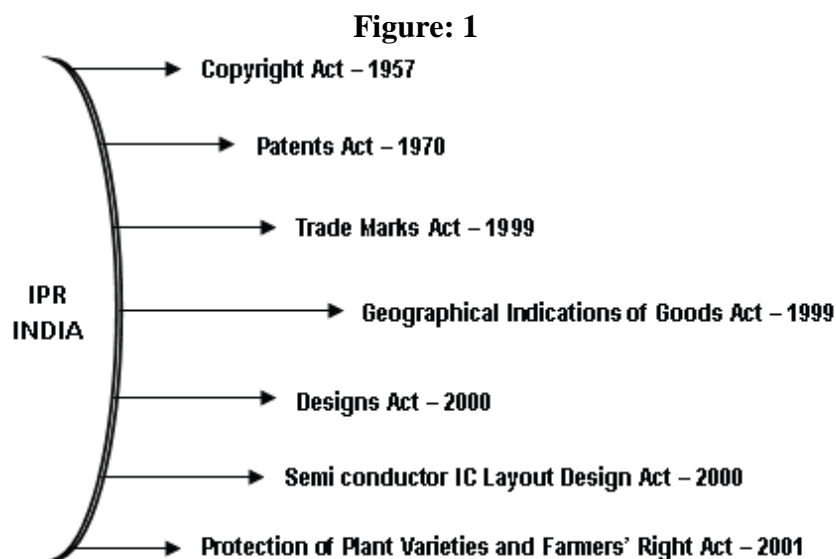 Figure: 1
Copyright Act – 1957
Patents Act – 1970
Trade Marks Act – 1999
IPR
INDIA
Geographical Indications of Goods Act – 1999
Designs Act – 2000
Semi conductor IC Layout Design Act – 2000
Protection of Plant Varieties and Farmers' Right Act – 2001